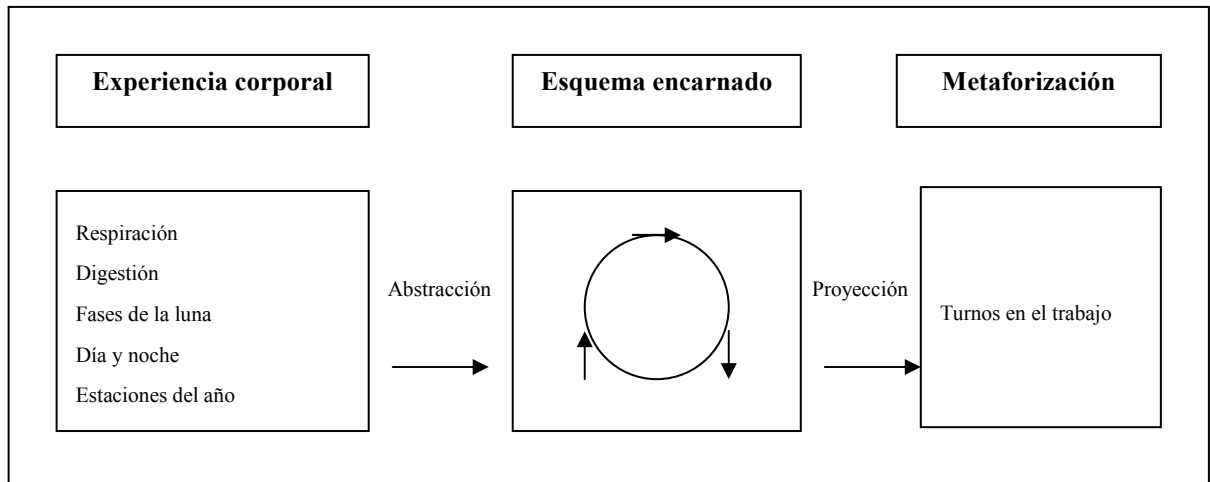 Experiencia corporal
Esquema encarnado
Metaforización
Respiración
Digestión
Fases de la luna
Día y noche
Estaciones del año
Abstracción
Proyección
Turnos en el trabajo